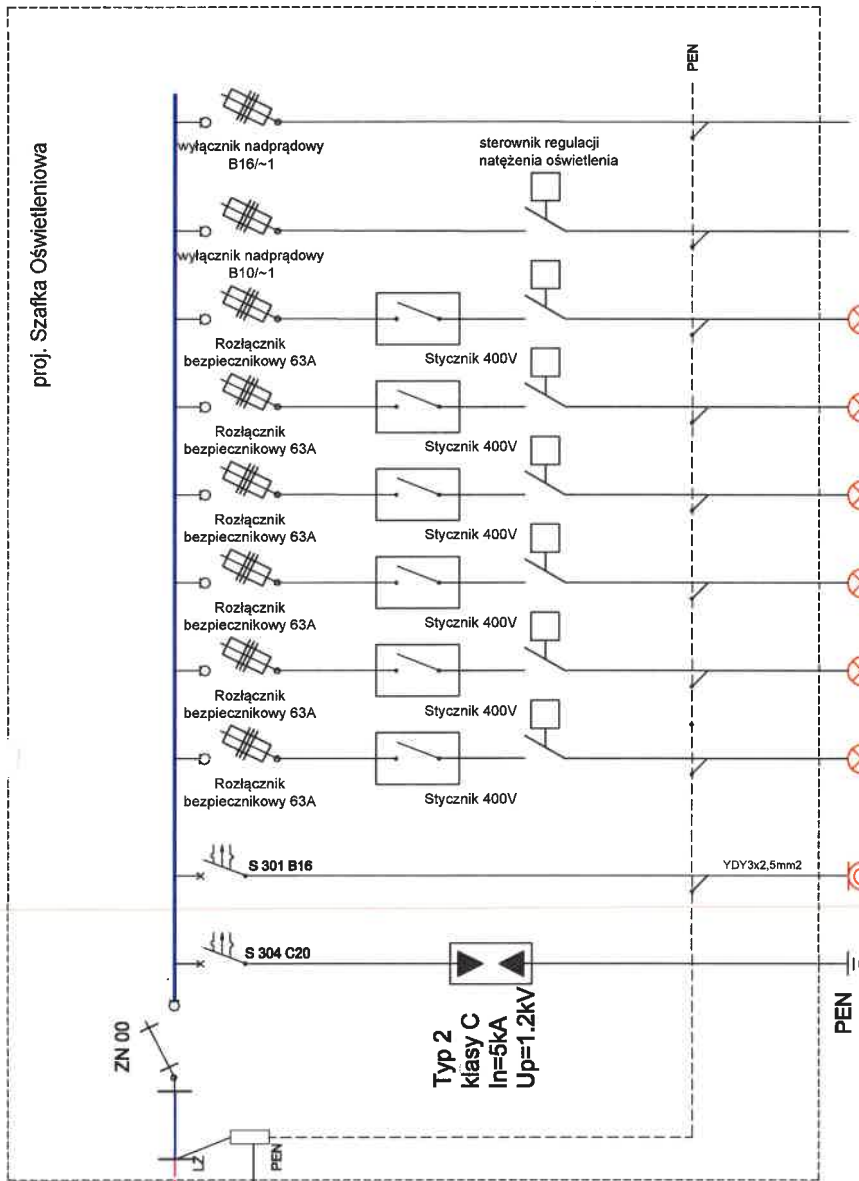 proj. Szafka Oświetleniowa
PEN
wyłącznik nadprądowy
B16/~1
sterownik regulacji
natężenia oświetlenia
wyłącznik nadprądowy
B10/~1
Rozłącznik
bezpiecznikowy 63A
Stycznik 400V
Rozłącznik
bezpiecznikowy 63A
Stycznik 400V
Rozłącznik
bezpiecznikowy 63A
Stycznik 400V
Rozłącznik
bezpiecznikowy 63A
Stycznik 400V
Rozłącznik
bezpiecznikowy 63A
Stycznik 400V
Rozłącznik
bezpiecznikowy 63A
Stycznik 400V
S 301 B16
YDY3x2,5mm2
S 304 C20
ZN 00
Typ 2
klasy C
In=5kA
Up=1.2kV
PEN
LZ
PEN